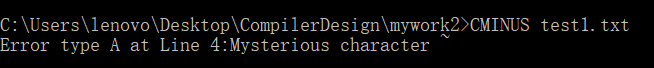 C:\Users\lenovo\Desktop\CompilerDesign\mywork2>CMINUS test1.txt
Error type A at Line 4:Mysterious character ~